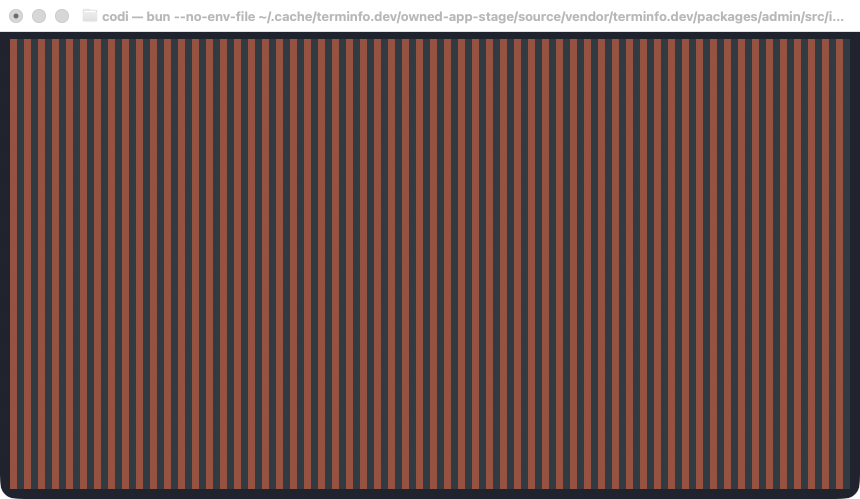 codi — bun --no-env-file ~/.cache/terminfo.dev/owned-app-stage/source/vendor/terminfo.dev/packages/admin/src/i...